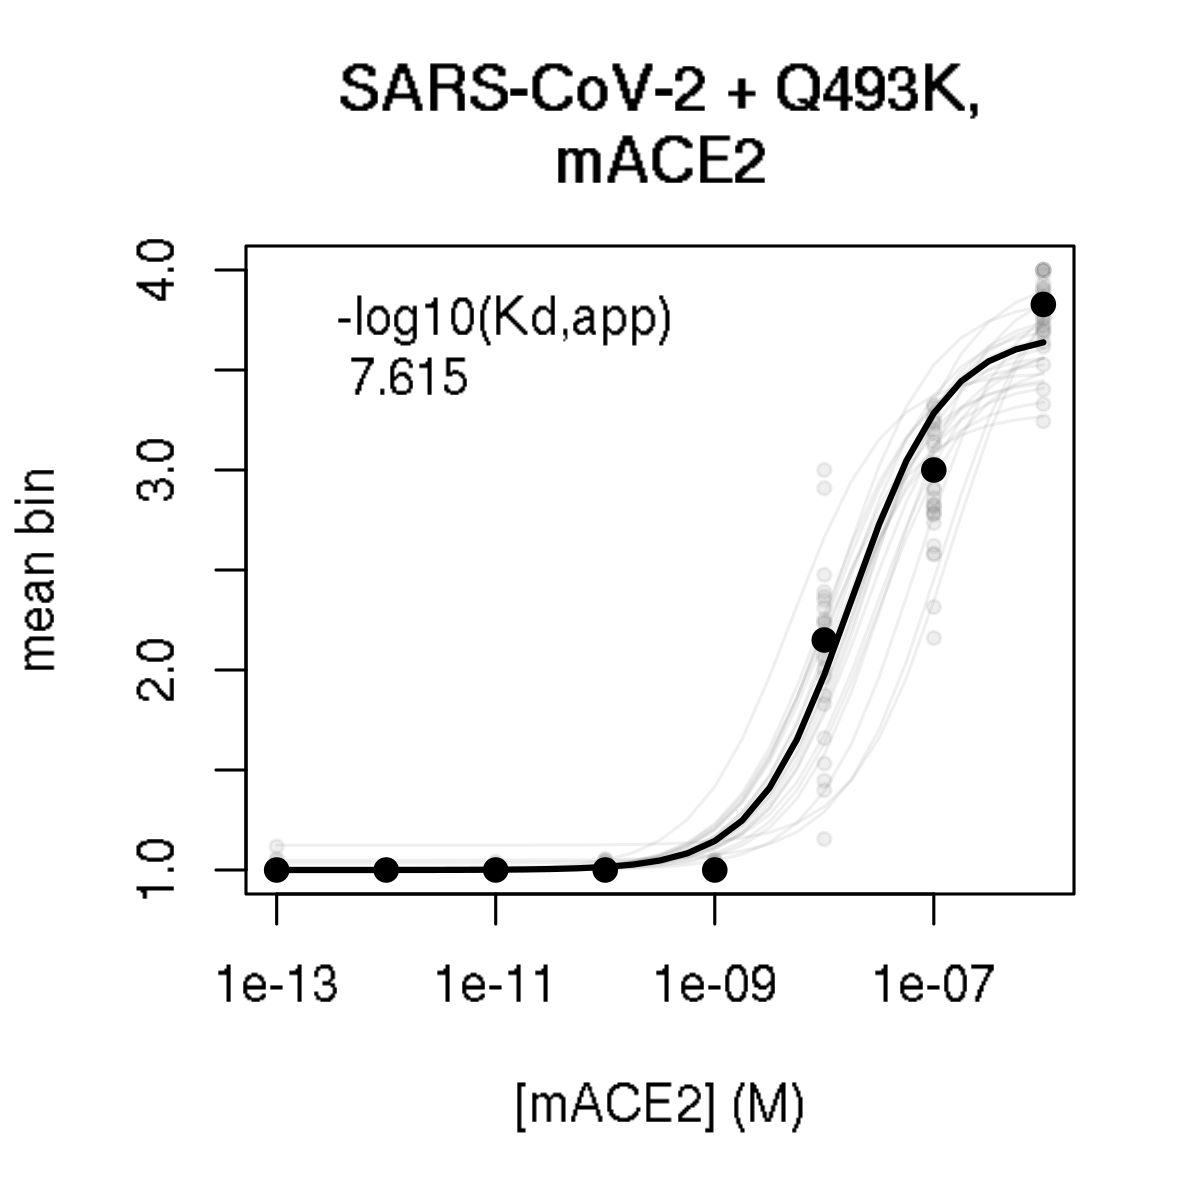 SARS-CoV-2 + Q493K,
mACE2
-log10(Kd,app)
7.615
4.0
3.0
2.0
1.0
mean bin
1e-13 1e-11 1e-09 1e-07
[mACE2] (M)